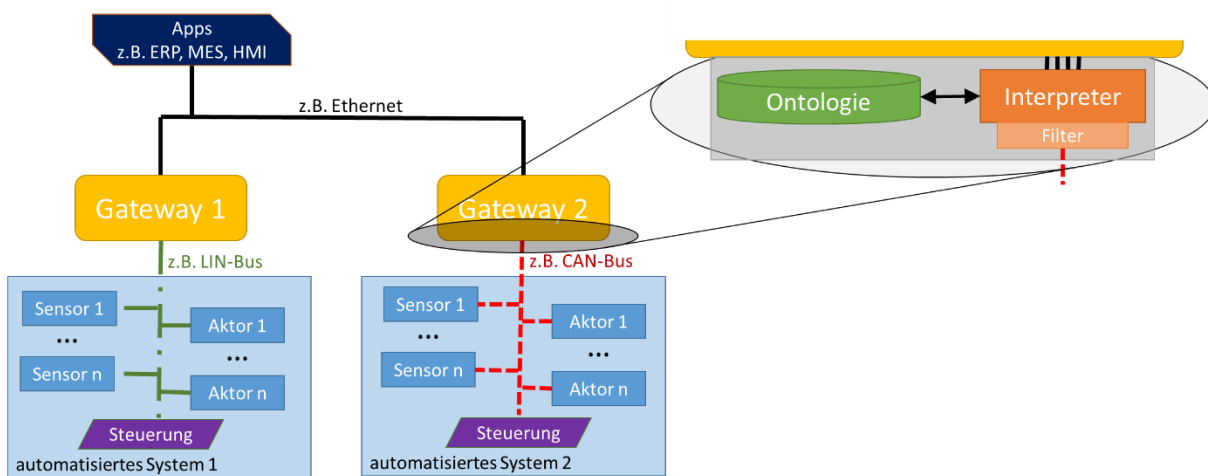 Apps
z.B. ERP, MES, HMI
z.B. Ethernet
Ontologie
Interpreter
Filter
Gateway 1
Gateway 2
z.B. LIN-Bus
z.B. CAN-Bus
Sensor 1
Aktor 1
...
...
Sensor n
Aktor n
Steuerung
automatisiertes System 1
Sensor 1
Aktor 1
...
...
Sensor n
Aktor n
Steuerung
automatisiertes System 2